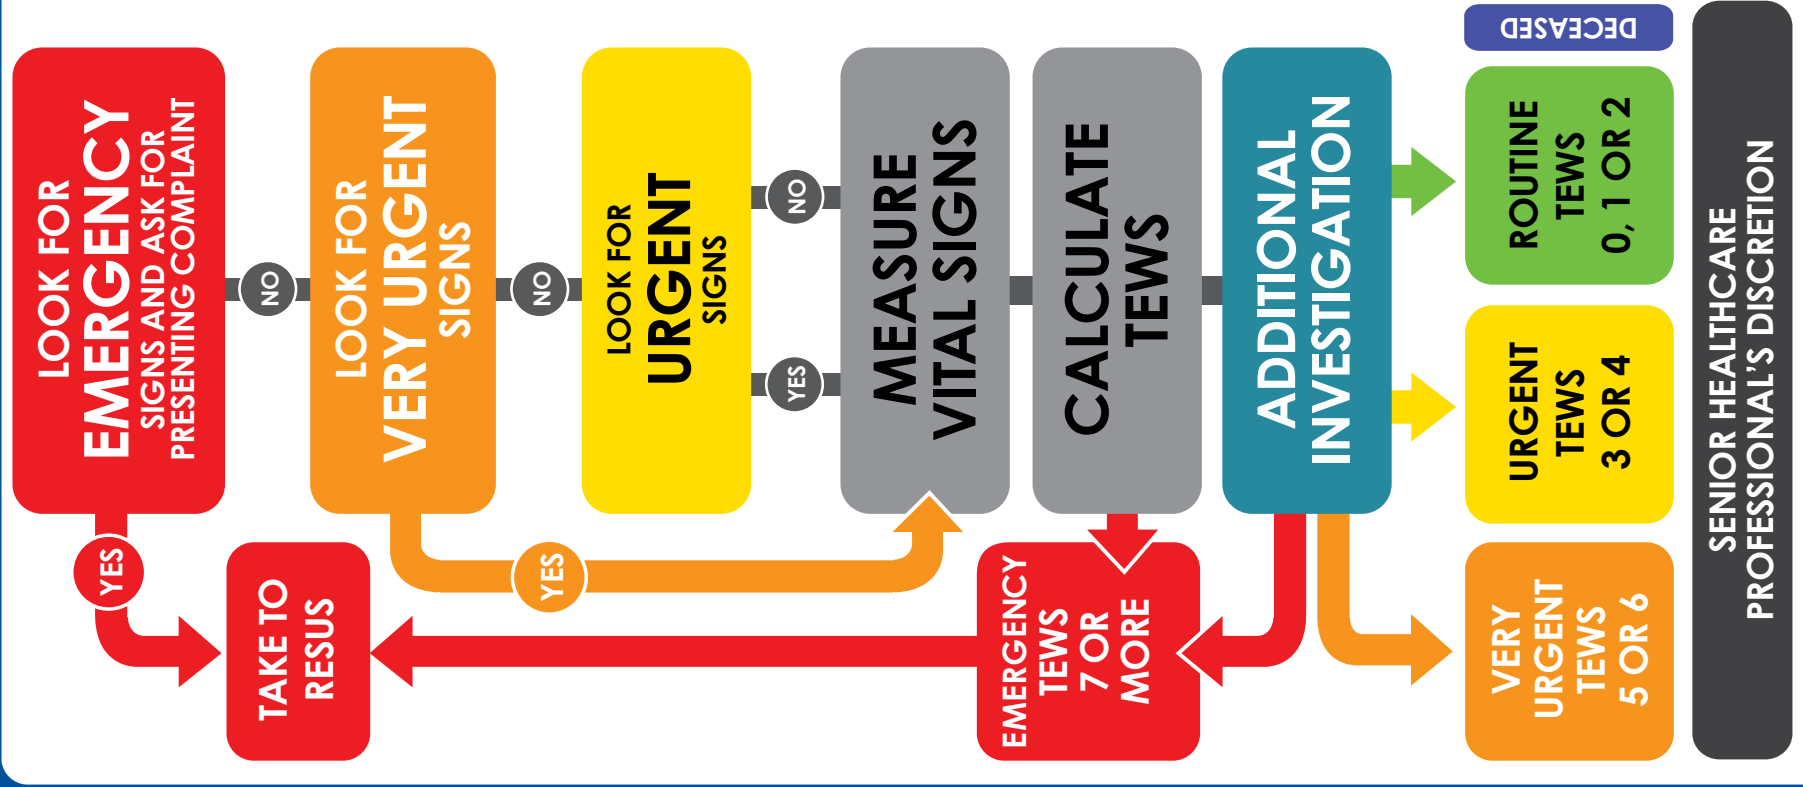 LOOK FOR
EMERGENCY
SIGNS AND ASK FOR
PRESENTING COMPLAINT
YES
TAKE TO
RESUS
NO
LOOK FOR
VERY URGENT
SIGNS
YES
NO
LOOK FOR
URGENT
SIGNS
YES
NO
MEASURE
VITAL SIGNS
CALCULATE
TEWS
EMERGENCY
TEWS
7 OR
MORE
ADDITIONAL
INVESTIGATION
VERY
URGENT
TEWS
5 OR 6
URGENT
TEWS
3 OR 4
ROUTINE
TEWS
0, 1 OR 2
DECEASED
SENIOR HEALTHCARE
PROFESSIONAL'S DISCRETION